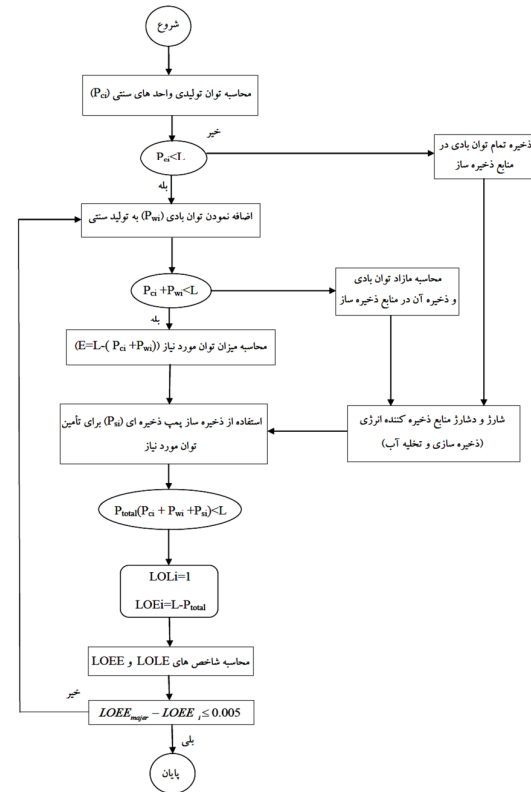 شروع
محاسبه توان تولیدی واحد های سنتی (Pci)
خیر
Pci<L
ذخیره تمام توان بادی در
منابع ذخیره ساز
بله
اضافه نمودن توان بادی (Pwi) به تولید سنتی
Pci +Pwi<L
محاسبه مازاد توان بادی
و ذخیره آن در منابع ذخیره ساز
بله
محاسبه میزان توان مورد نیاز ((E=L-( Pci +Pwi)
استفاده از ذخیره ساز پمپ ذخیره ای (Psi) برای تأمین
توان مورد نیاز
شارژ و دشارژ منابع ذخیره کننده انرژی
(ذخیره سازی و تخلیه آب)
Ptotal(Pci + Pwi +Psi)<L
LOLi=1
LOEi=L-Ptotal
محاسبه شاخص های LOLE و LOEE
خیر
LOEEmajar – LOEE i ≤ 0.005
بلی
پایان